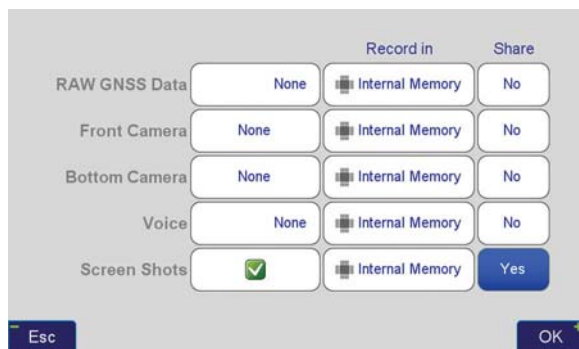 Record in Share
RAW GNSS Data None Internal Memory No
Front Camera None Internal Memory No
Bottom Camera None Internal Memory No
Voice None Internal Memory No
Screen Shots Internal Memory Yes
Esc OK